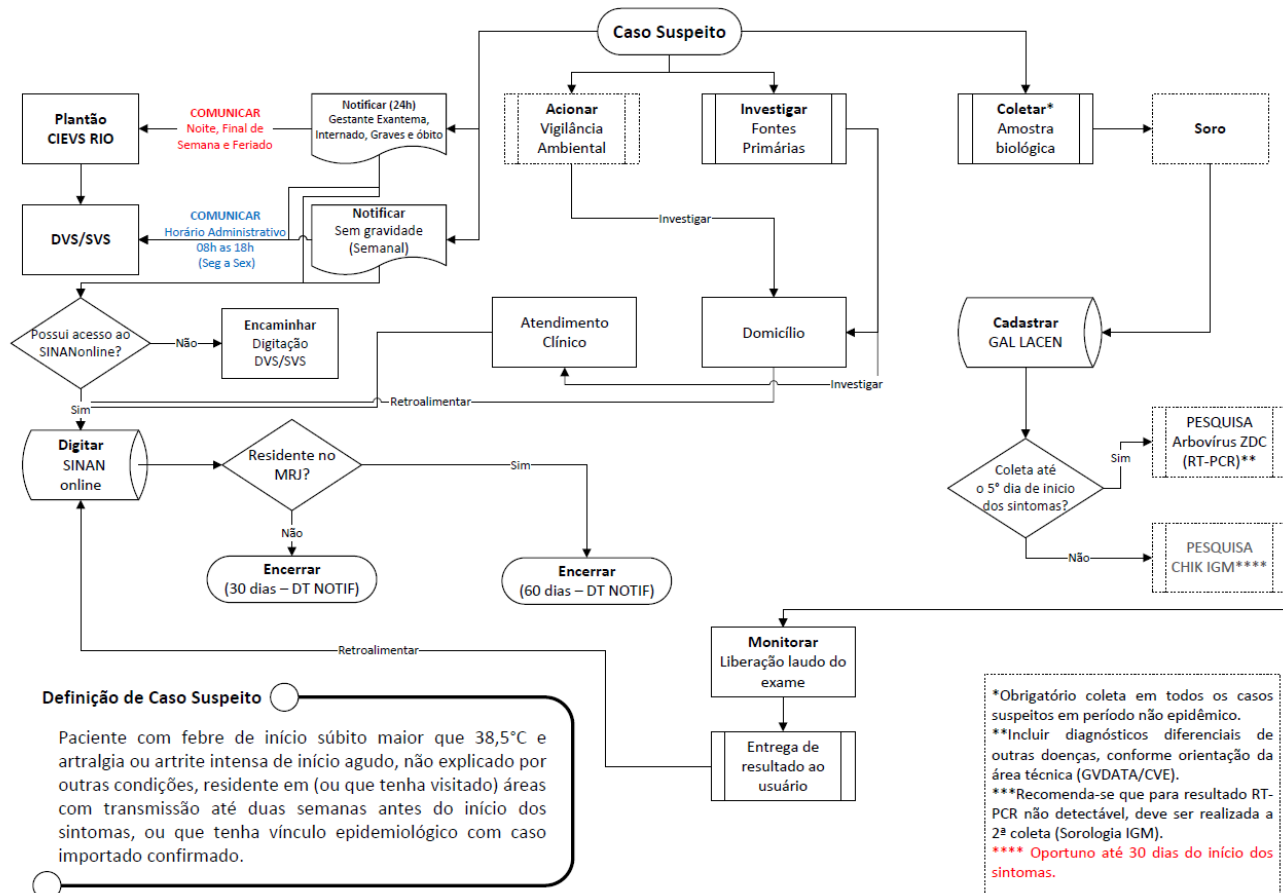 Caso Suspeito
Plantão
CIEVS RIO
COMUNICAR
Noite, Final de
Semana e Feriado
Notificar (24h)
Gestante Exantema,
Internado, Graves e óbito
Acionar
Vigilância
Ambiental
Investigar
Fontes
Primárias
Coletar*
Amostra
biológica
Soro
DVS/SVS
COMUNICAR
Horário Administrativo
08h as 18h
(Seg a Sex)
Notificar
Sem gravidade
(Semanal)
Investigar
Possui acesso ao
SINANonline?
Não
Encaminhar
Digitação
DVS/SVS
Atendimento
Clínico
Domicílio
Cadastrar
GAL LACEN
Investigar
Retroalimentar
Sim
Digitar
SINAN
online
Residente no
MRJ?
Sim
Não
Encerrar
(30 dias – DT NOTIF)
Encerrar
(60 dias – DT NOTIF)
Coleta até
o 5° dia de inicio
dos sintomas?
Sim
PESQUISA
Arbovírus ZDC
(RT-PCR)**
Não
PESQUISA
CHIK IGM****
Monitorar
Liberação laudo do
exame
Retroalimentar
Entrega de
resultado ao
usuário
Definição de Caso Suspeito
Paciente com febre de início súbito maior que 38,5°C e
artralgia ou artrite intensa de início agudo, não explicado por
outras condições, residente em (ou que tenha visitado) áreas
com transmissão até duas semanas antes do início dos
sintomas, ou que tenha vínculo epidemiológico com caso
importado confirmado.
*Obrigatório coleta em todos os casos
suspeitos em período não epidêmico.
**Incluir diagnósticos diferenciais de
outras doenças, conforme orientação da
área técnica (GVDATA/CVE).
***Recomenda-se que para resultado RT-
PCR não detectável, deve ser realizada a
2ª coleta (Sorologia IGM).
**** Oportuno até 30 dias do início dos
sintomas.